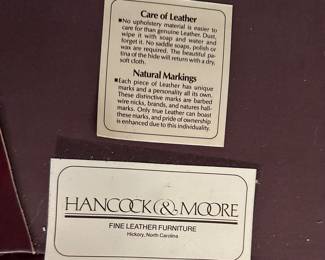 Care of Leather
■No upholstery material is easier to
care for than genuine Leather. Dust,
wipe it with soap and water and
forget it. No saddle soaps, polish or
wax are required. The beautiful pa-
tina of the hide will return with a dry,
soft cloth.
Natural Markings
■Each piece of Leather has unique
marks and a personality all its own.
These distinctive marks are barbed
wire nicks, brands, and natures hall-
marks. Only true Leather can boast
these marks, and pride of ownership
is enhanced due to this individuality.
HANCOCK & MOORE
FINE LEATHER FURNITURE
Hickory, North Carolina